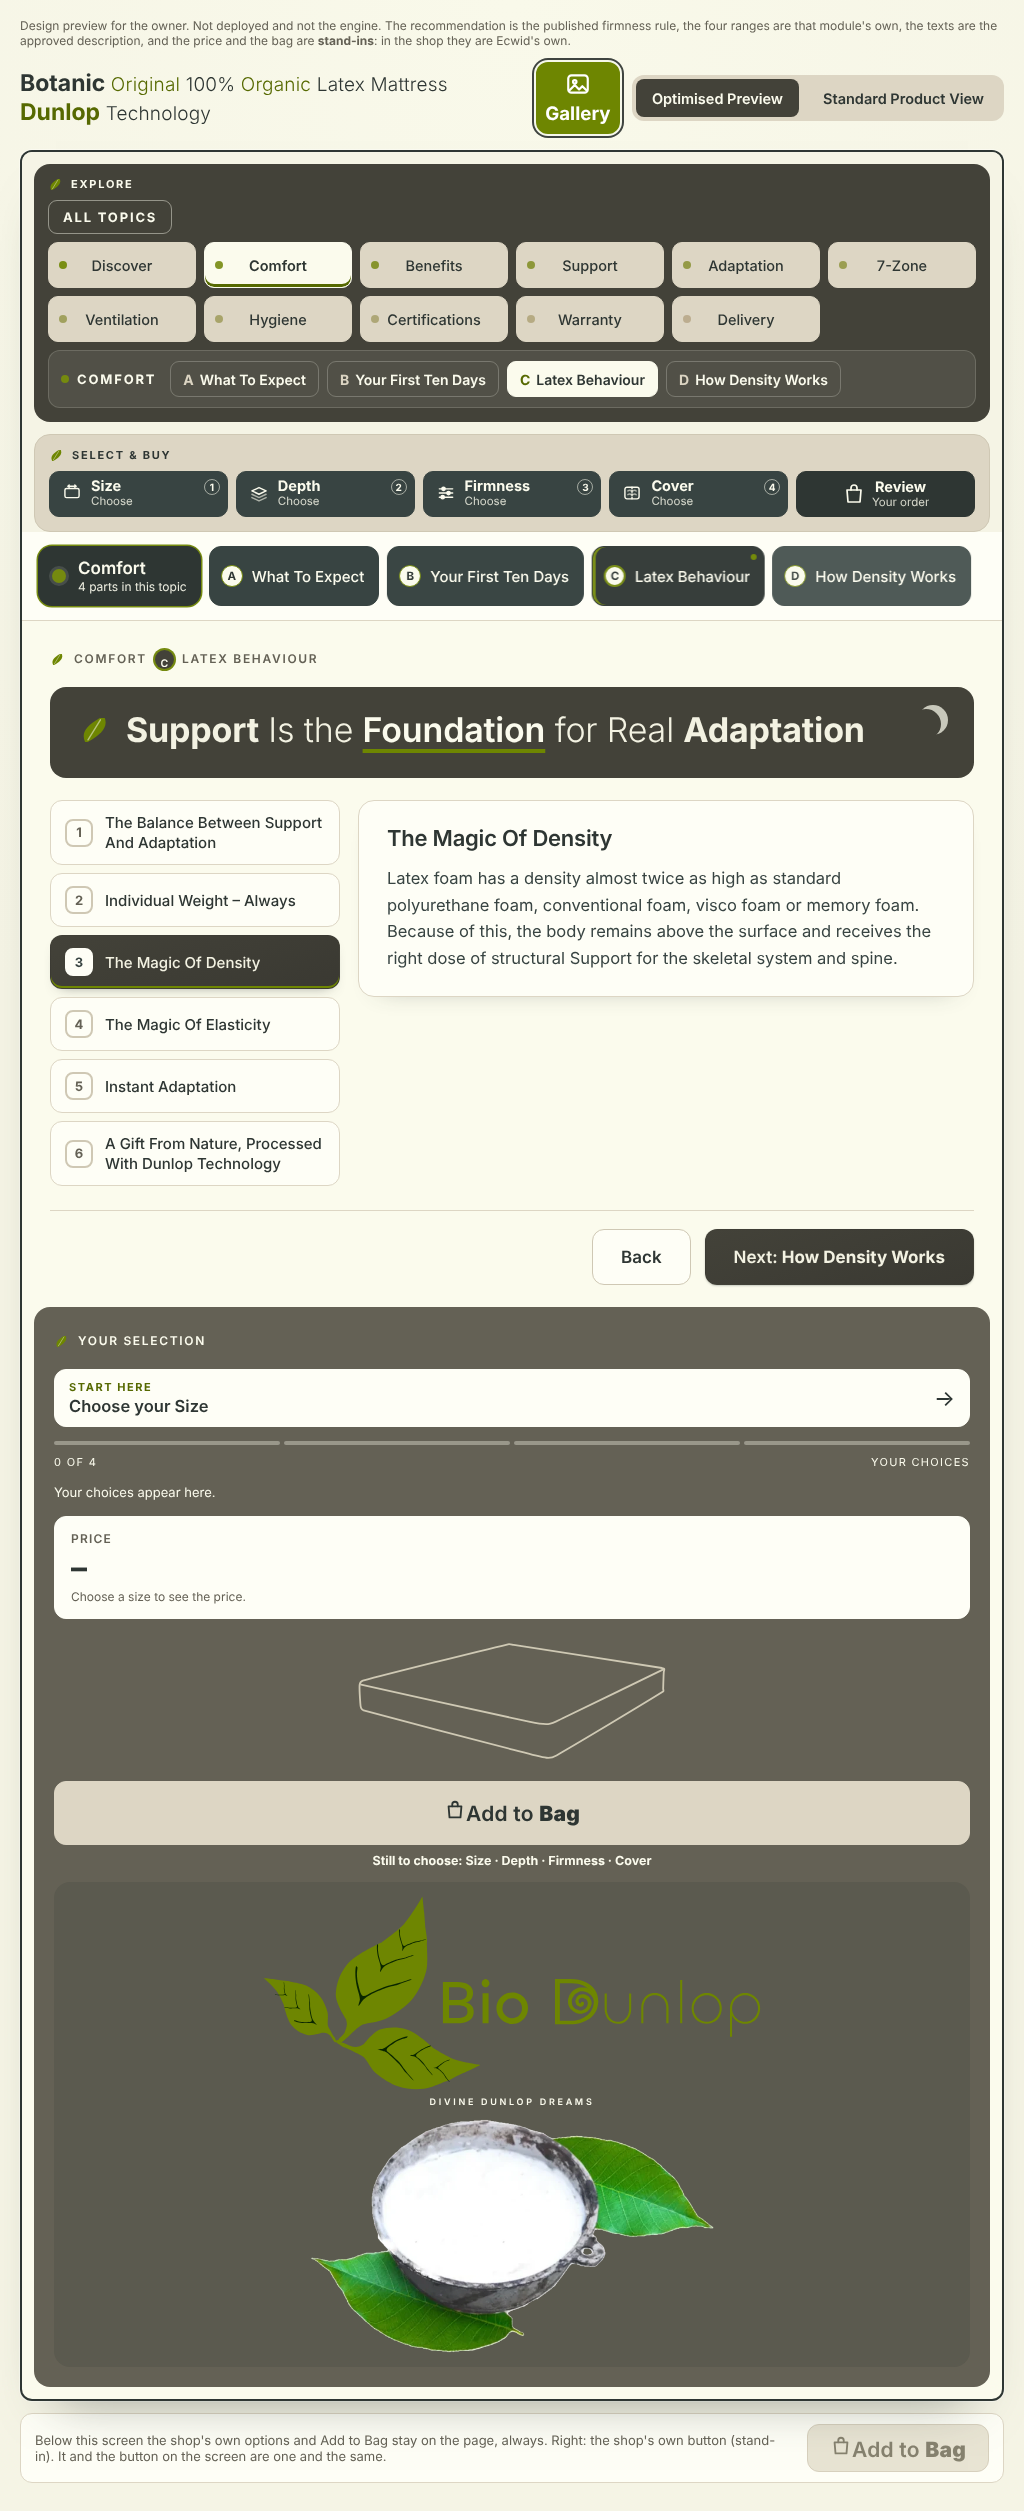 Design preview for the owner. Not deployed and not the engine. The recommendation is the published firmness rule, the four ranges are that module's own, the texts are the
approved description, and the price and the bag are stand-ins: in the shop they are Ecwid's own.
Botanic Original 100% Organic Latex Mattress
Dunlop Technology
Gallery
Optimised Preview
Standard Product View
EXPLORE
ALL TOPICS
Discover
Comfort
Benefits
Support
Adaptation
7-Zone
Ventilation
Hygiene
Certifications
Warranty
Delivery
COMFORT
A What To Expect
B Your First Ten Days
C Latex Behaviour
D How Density Works
SELECT & BUY
Size
Choose
1
Depth
Choose
2
Firmness
Choose
3
Cover
Choose
4
Review
Your order
Comfort
4 parts in this topic
A What To Expect
B Your First Ten Days
C Latex Behaviour
D How Density Works
COMFORT C LATEX BEHAVIOUR
Support Is the Foundation for Real Adaptation
1 The Balance Between Support
And Adaptation
2 Individual Weight – Always
3 The Magic Of Density
4 The Magic Of Elasticity
5 Instant Adaptation
6 A Gift From Nature, Processed
With Dunlop Technology
The Magic Of Density
Latex foam has a density almost twice as high as standard
polyurethane foam, conventional foam, visco foam or memory foam.
Because of this, the body remains above the surface and receives the
right dose of structural Support for the skeletal system and spine.
Back
Next: How Density Works
YOUR SELECTION
START HERE
Choose your Size
0 OF 4
YOUR CHOICES
Your choices appear here.
PRICE
–
Choose a size to see the price.
Add to Bag
Still to choose: Size · Depth · Firmness · Cover
Bio Dunlop
DIVINE DUNLOP DREAMS
Below this screen the shop's own options and Add to Bag stay on the page, always. Right: the shop's own button (stand-
in). It and the button on the screen are one and the same.
Add to Bag